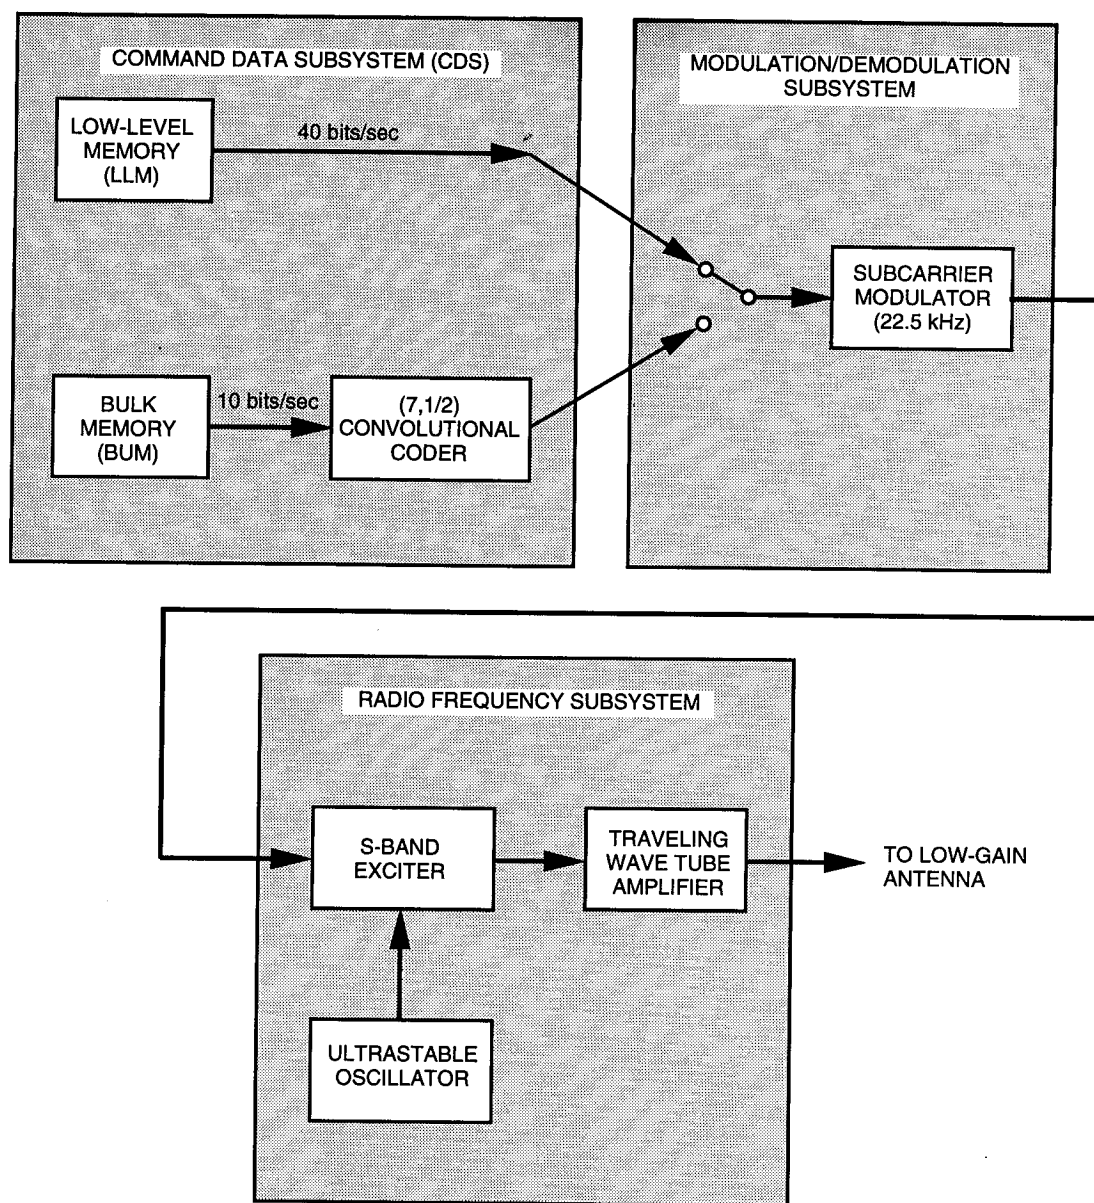 COMMAND DATA SUBSYSTEM (CDS)
LOW-LEVEL
MEMORY
(LLM)
40 bits/sec
BULK
MEMORY
(BUM)
10 bits/sec
(7,1/2)
CONVOLUTIONAL
CODER
MODULATION/DEMODULATION
SUBSYSTEM
SUBCARRIER
MODULATOR
(22.5 kHz)
RADIO FREQUENCY SUBSYSTEM
S-BAND
EXCITER
TRAVELING
WAVE TUBE
AMPLIFIER
TO LOW-GAIN
ANTENNA
ULTRASTABLE
OSCILLATOR